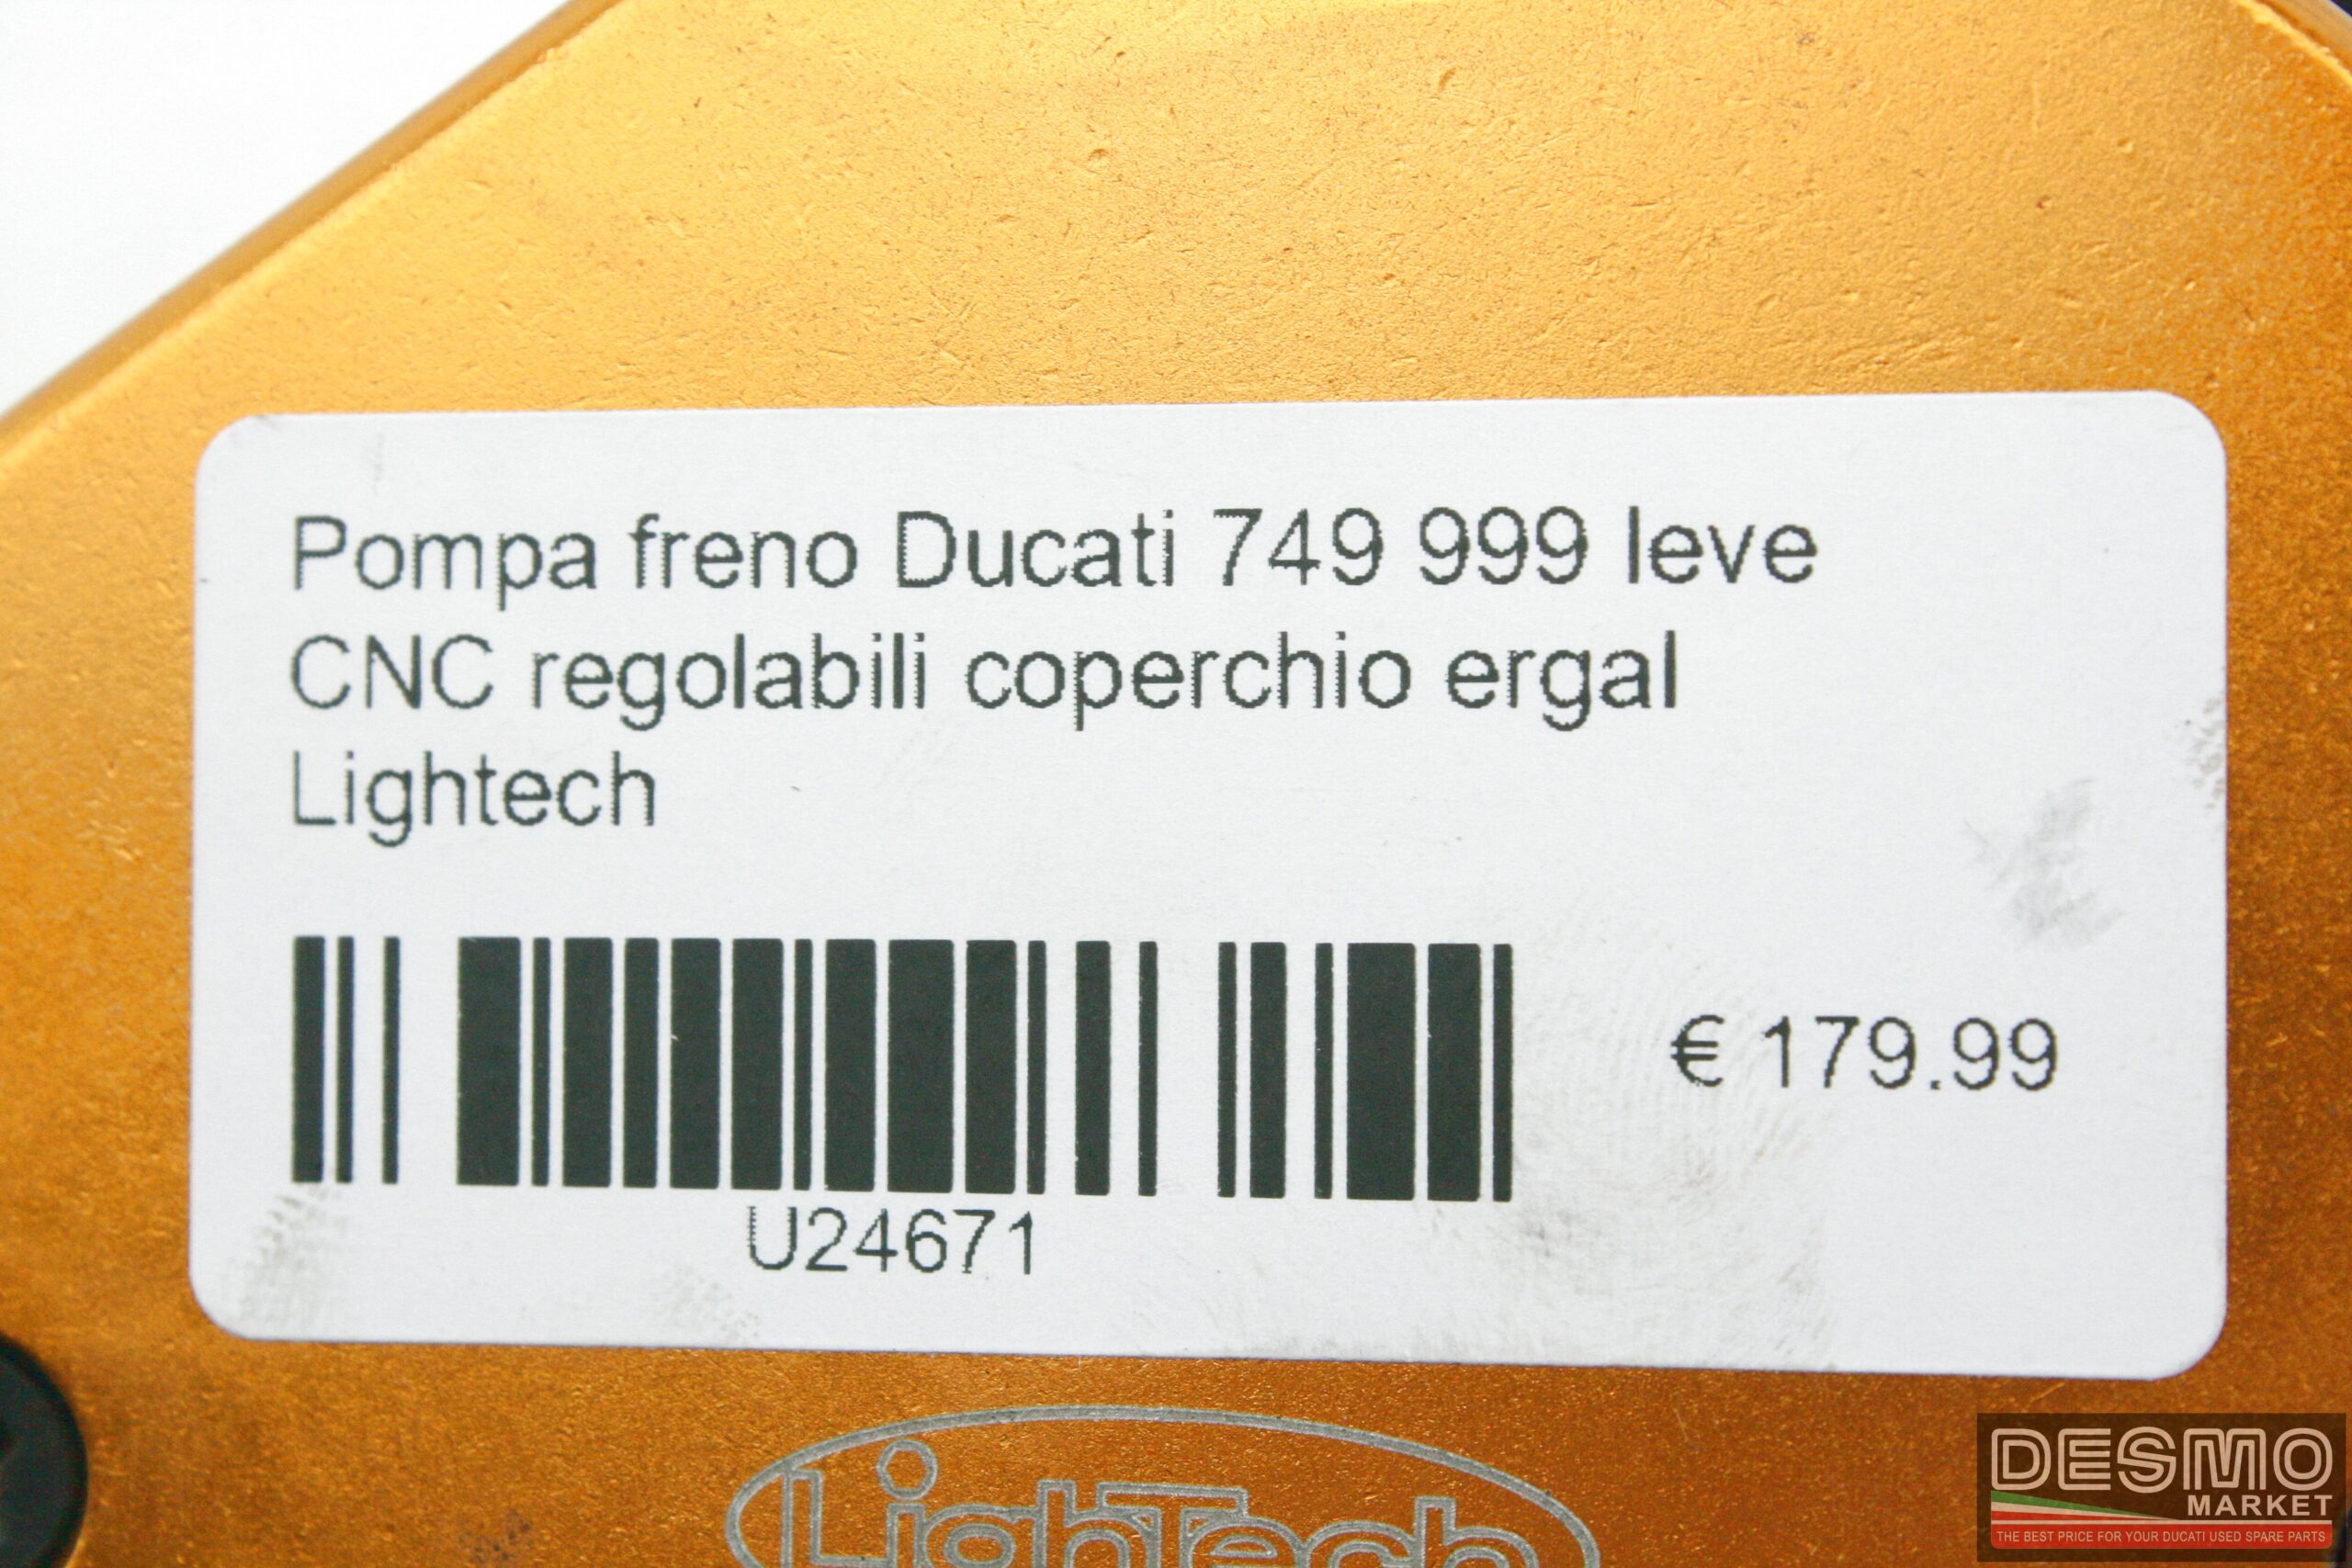 Pompa freno Ducati 749 999 leve
CNC regolabili coperchio ergal
Lightech
€ 179.99
U24671
LighTech
DESMO
MARKET
THE BEST PRICE FOR YOUR DUCATI USED SPARE PARTS